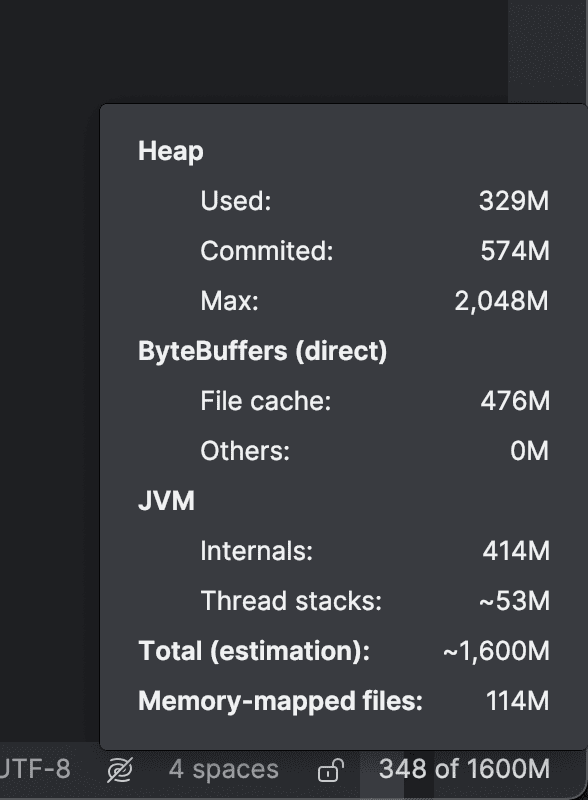 Heap
Used: 329M
Commited: 574M
Max: 2,048M
ByteBuffers (direct)
File cache: 476M
Others: 0M
JVM
Internals: 414M
Thread stacks: ~53M
Total (estimation): ~1,600M
Memory-mapped files: 114M
UTF-8 4 spaces 348 of 1600M